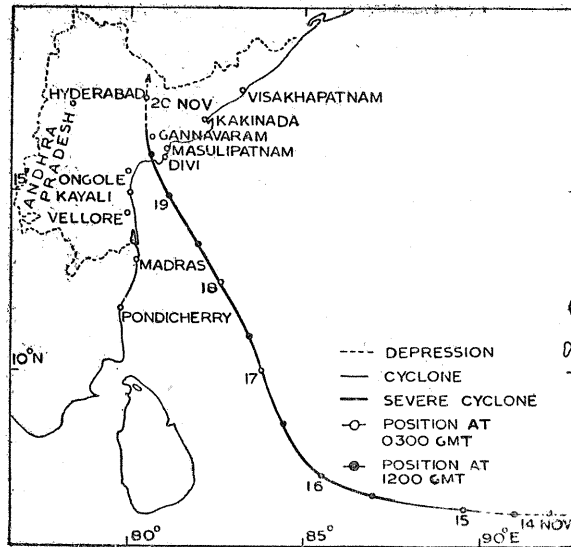 HYDERABAD
20 NOV
VISAKHAPATNAM
KAKINADA
GANNAVARAM
MASULIPATNAM
DIVI
ANDHRA
PRADESH
15°
ONGOLE
KAYALI
19
VELLORE
MADRAS
18
PONDICHERRY
10°N
17
DEPRESSION
CYCLONE
SEVERE CYCLONE
POSITION AT
0300 GMT
POSITION AT
1200 GMT
16
15
14 NOV
80°
85°
90°E